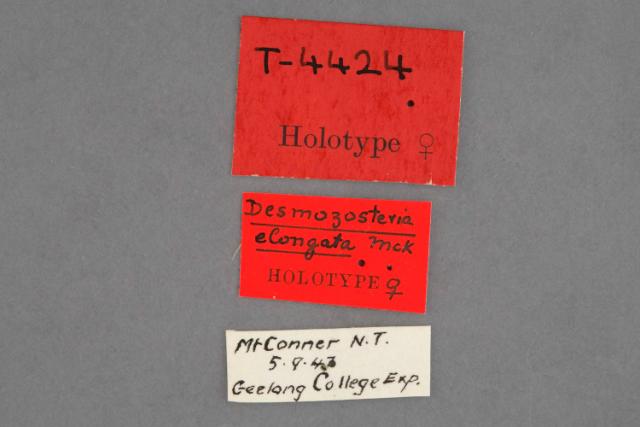 T-4424
Holotype ♀
Desmozosteria
elongata mck
HOLOTYPE ♀
Mt Conner N.T.
5.9.43
Geelong College Exp.